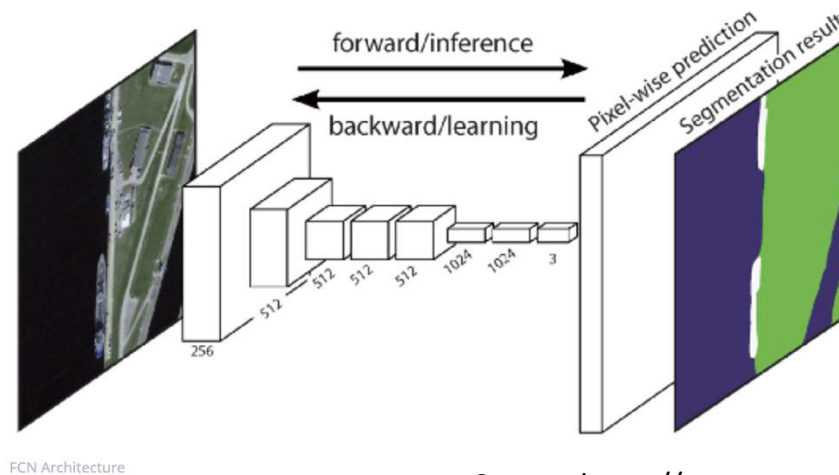 forward/inference
backward/learning
Pixel-wise prediction
Segmentation result
256
512
512
512
512
1024
1024
3
FCN Architecture